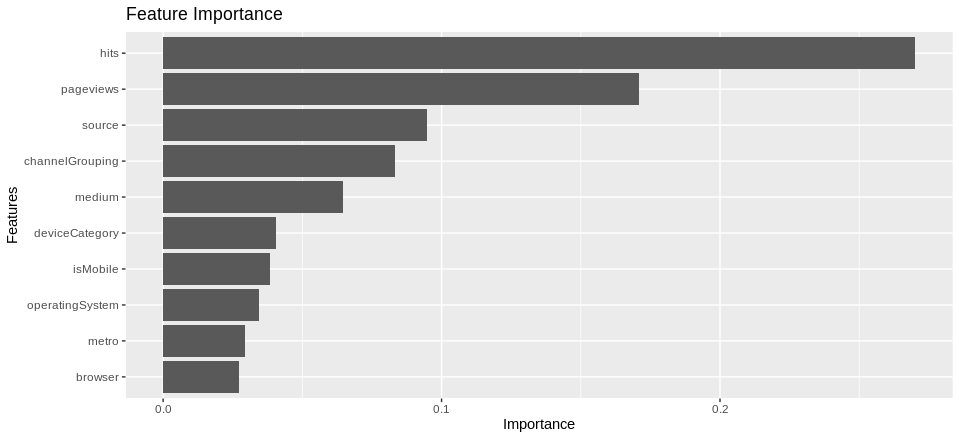 Feature Importance
hits
pageviews
source
channelGrouping
medium
deviceCategory
isMobile
operatingSystem
metro
browser
Features
0.0 0.1 0.2
Importance